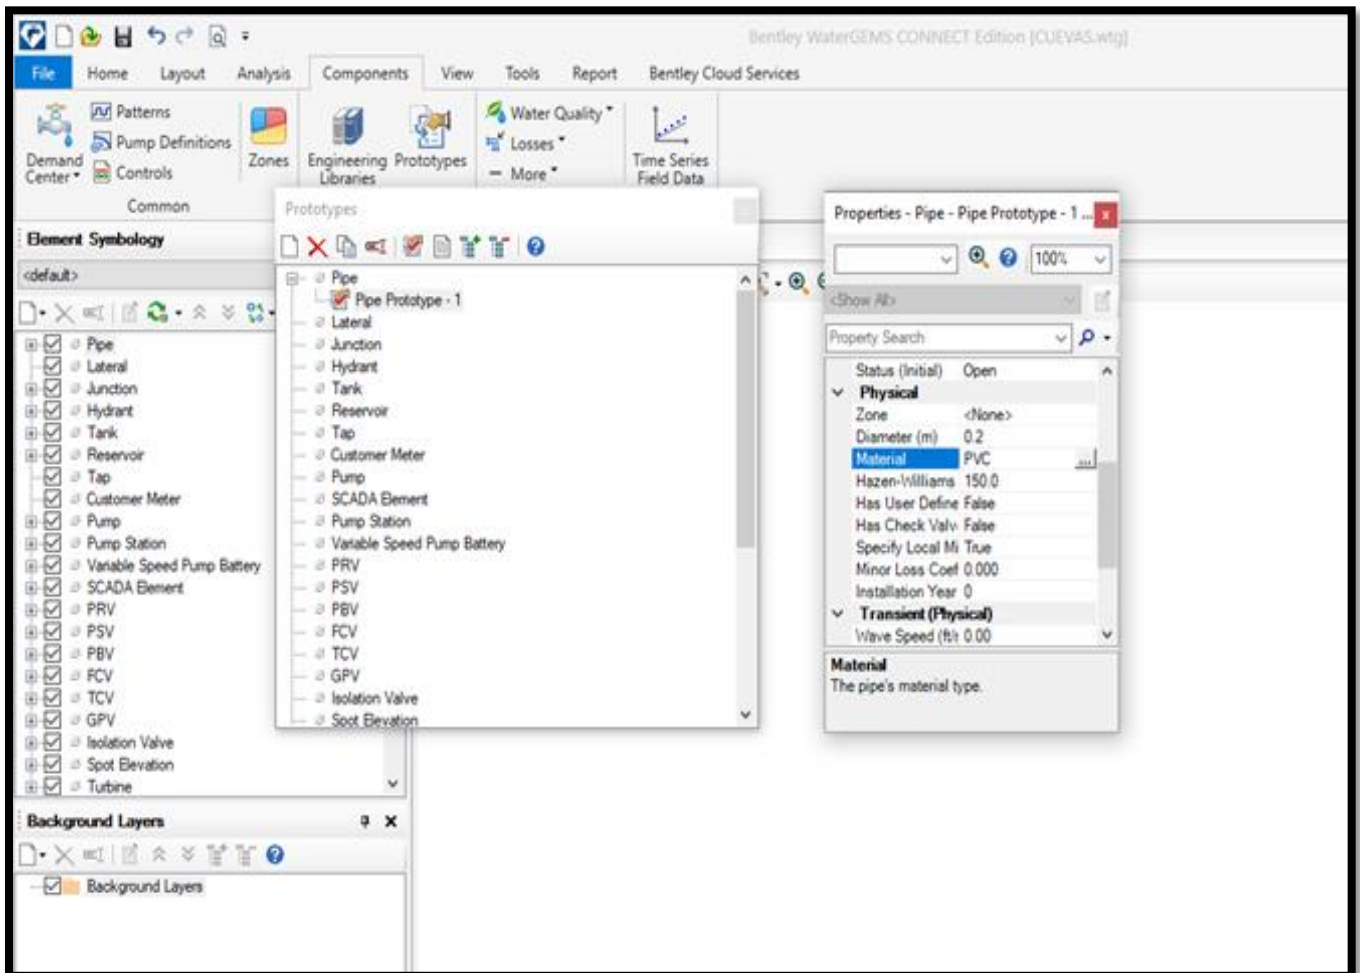 Bentley WaterGEMS CONNECT Edition [CUEVAS.wtg]
File Home Layout Analysis Components View Tools Report Bentley Cloud Services
Demand Center
Patterns
Pump Definitions
Controls
Common
Zones
Engineering Libraries
Prototypes
Water Quality
Losses
More
Time Series Field Data
Element Symbology
<default>
Pipe
Lateral
Junction
Hydrant
Tank
Reservoir
Tap
Customer Meter
Pump
Pump Station
Variable Speed Pump Battery
SCADA Element
PRV
PSV
PBV
FCV
TCV
GPV
Isolation Valve
Spot Elevation
Turbine
Background Layers
Background Layers
Prototypes
Pipe
Pipe Prototype - 1
Lateral
Junction
Hydrant
Tank
Reservoir
Tap
Customer Meter
Pump
SCADA Element
Pump Station
Variable Speed Pump Battery
PRV
PSV
PBV
FCV
TCV
GPV
Isolation Valve
Spot Elevation
Properties - Pipe - Pipe Prototype - 1 ...
100%
<Show All>
Property Search
Status (Initial) Open
Physical
Zone <None>
Diameter (m) 0.2
Material PVC ...
Hazen-Williams 150.0
Has User Define False
Has Check Valv False
Specify Local Mi True
Minor Loss Coef 0.000
Installation Year 0
Transient (Physical)
Wave Speed (ft/ 0.00
Material
The pipe's material type.